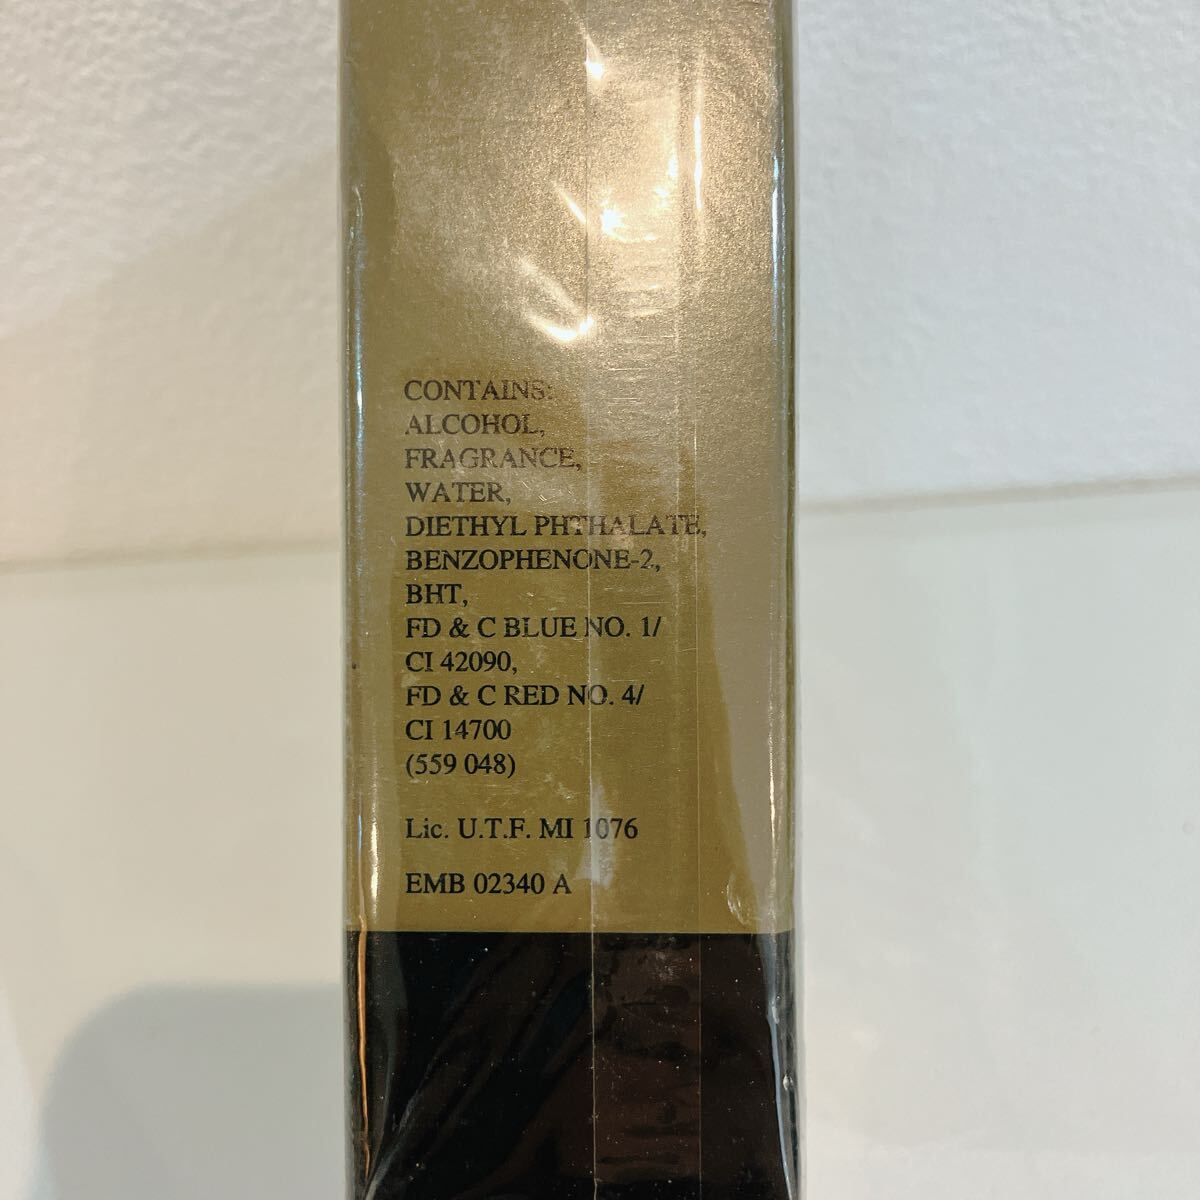 CONTAINS:
ALCOHOL,
FRAGRANCE,
WATER,
DIETHYL PHTHALATE,
BENZOPHENONE-2,
BHT,
FD & C BLUE NO. 1/
CI 42090,
FD & C RED NO. 4/
CI 14700
(559 048)
Lic. U.T.F. MI 1076
EMB 02340 A